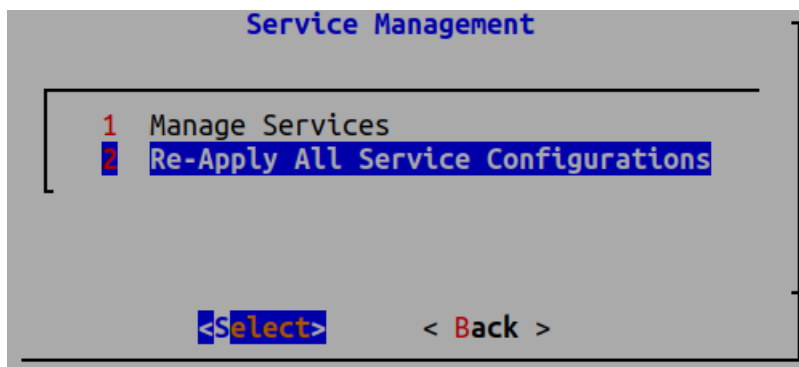 Service Management
1 Manage Services
2 Re-Apply All Service Configurations
<Select> < Back >